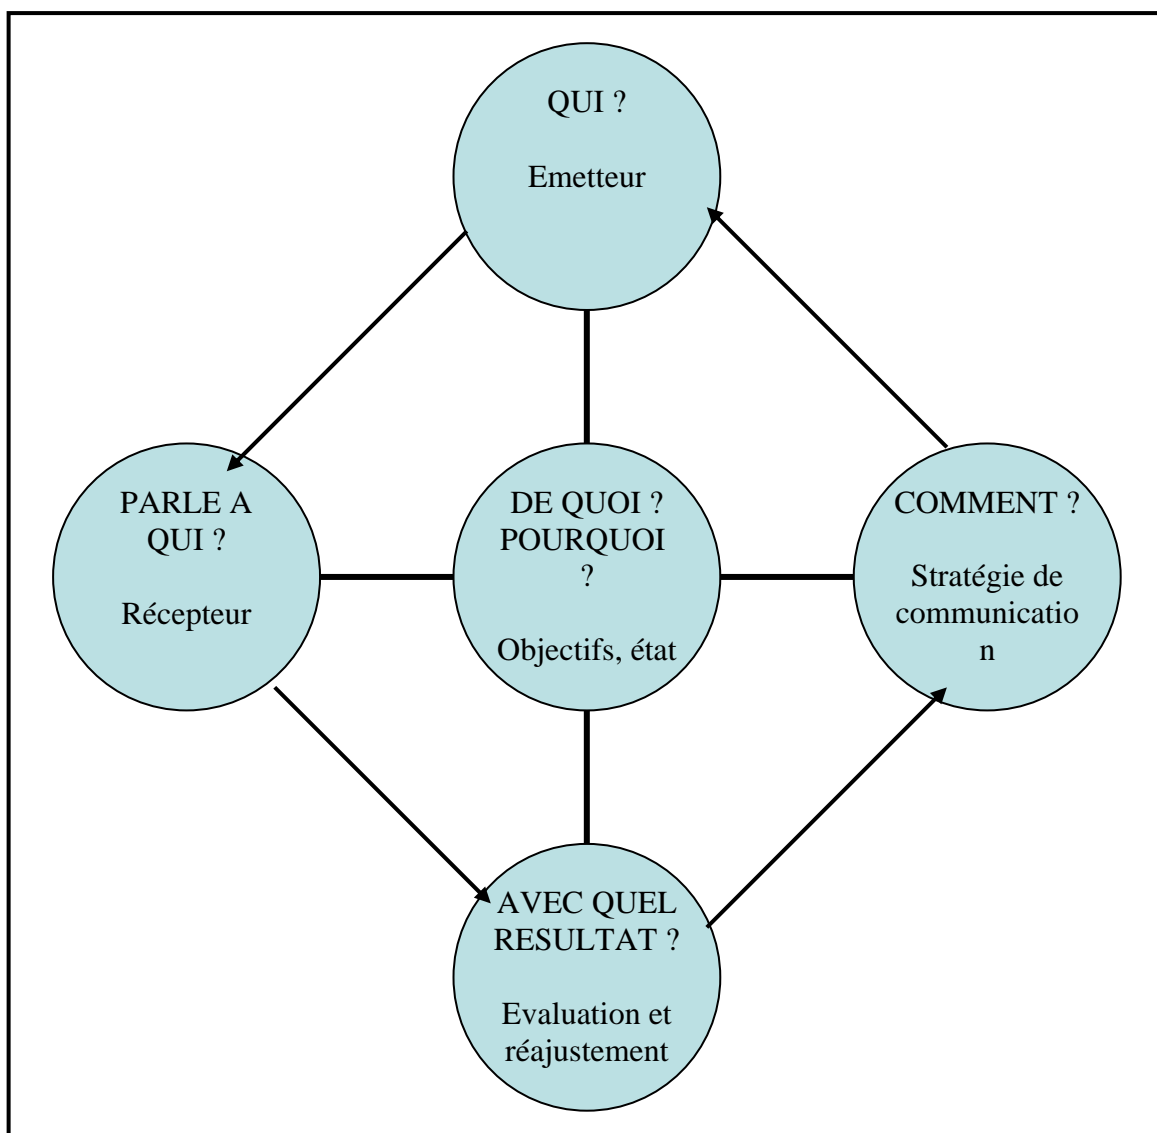 QUI ?
Emetteur
PARLE A
QUI ?
Récepteur
DE QUOI ?
POURQUOI
?
Objectifs, état
COMMENT ?
Stratégie de
communicatio
n
AVEC QUEL
RESULTAT ?
Evaluation et
réajustement